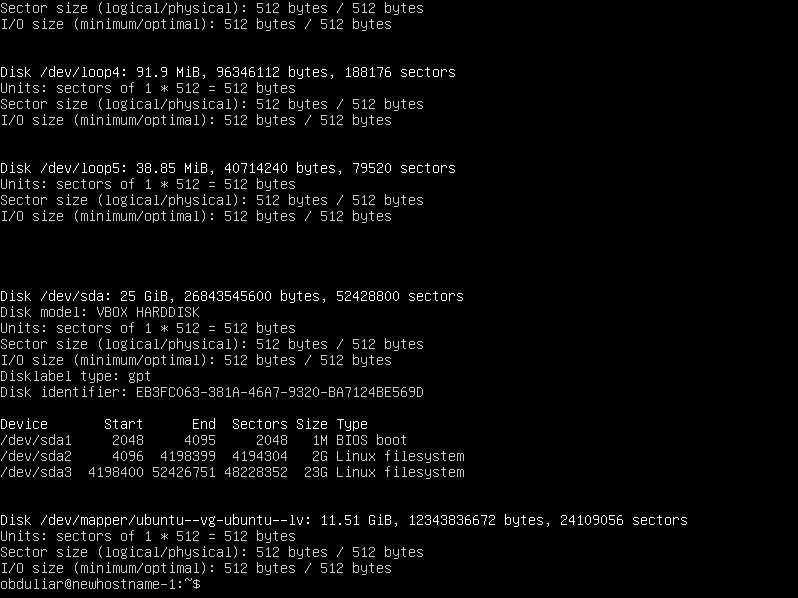 Sector size (logical/physical): 512 bytes / 512 bytes
I/O size (minimum/optimal): 512 bytes / 512 bytes
Disk /dev/loop4: 91.9 MiB, 96346112 bytes, 188176 sectors
Units: sectors of 1 * 512 = 512 bytes
Sector size (logical/physical): 512 bytes / 512 bytes
I/O size (minimum/optimal): 512 bytes / 512 bytes
Disk /dev/loop5: 38.85 MiB, 40714240 bytes, 79520 sectors
Units: sectors of 1 * 512 = 512 bytes
Sector size (logical/physical): 512 bytes / 512 bytes
I/O size (minimum/optimal): 512 bytes / 512 bytes
Disk /dev/sda: 25 GiB, 26843545600 bytes, 52428800 sectors
Disk model: VBOX HARDDISK
Units: sectors of 1 * 512 = 512 bytes
Sector size (logical/physical): 512 bytes / 512 bytes
I/O size (minimum/optimal): 512 bytes / 512 bytes
Disklabel type: gpt
Disk identifier: EB3FC063-381A-46A7-9320-BA7124BE569D
Device       Start      End  Sectors Size Type
/dev/sda1     2048     4095     2048   1M BIOS boot
/dev/sda2     4096  4198399  4194304   2G Linux filesystem
/dev/sda3  4198400 52426751 48228352  23G Linux filesystem
Disk /dev/mapper/ubuntu--vg-ubuntu--lv: 11.51 GiB, 12343836672 bytes, 24109056 sectors
Units: sectors of 1 * 512 = 512 bytes
Sector size (logical/physical): 512 bytes / 512 bytes
I/O size (minimum/optimal): 512 bytes / 512 bytes
obduliar@newhostname-1:~$